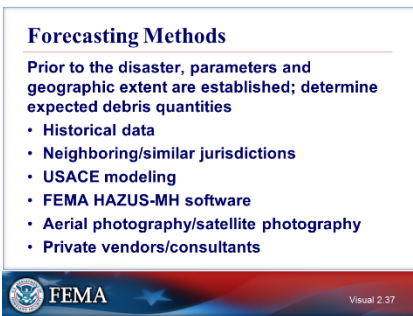 Forecasting Methods
Prior to the disaster, parameters and
geographic extent are established; determine
expected debris quantities
• Historical data
• Neighboring/similar jurisdictions
• USACE modeling
• FEMA HAZUS-MH software
• Aerial photography/satellite photography
• Private vendors/consultants
FEMA
Visual 2.37